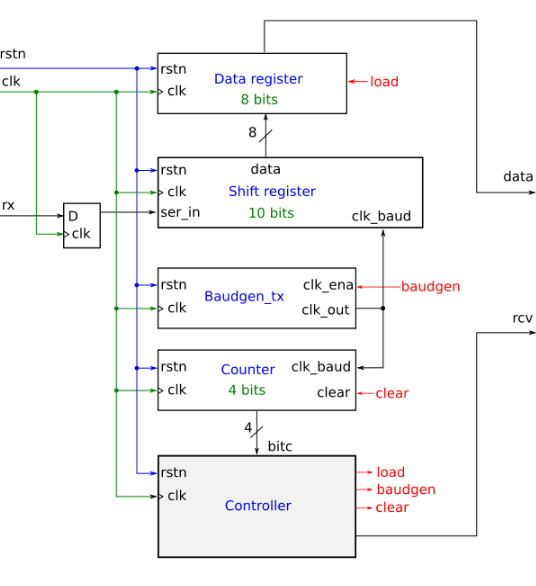 rstn
clk
rstn
clk
Data register
8 bits
load
8
rstn
data
clk
Shift register
ser_in
10 bits
clk_baud
data
rx
D
clk
rstn
clk
Baudgen_tx
clk_ena
clk_out
baudgen
rcv
rstn
clk
Counter
4 bits
clk_baud
clear
clear
4
bitc
rstn
clk
Controller
load
baudgen
clear